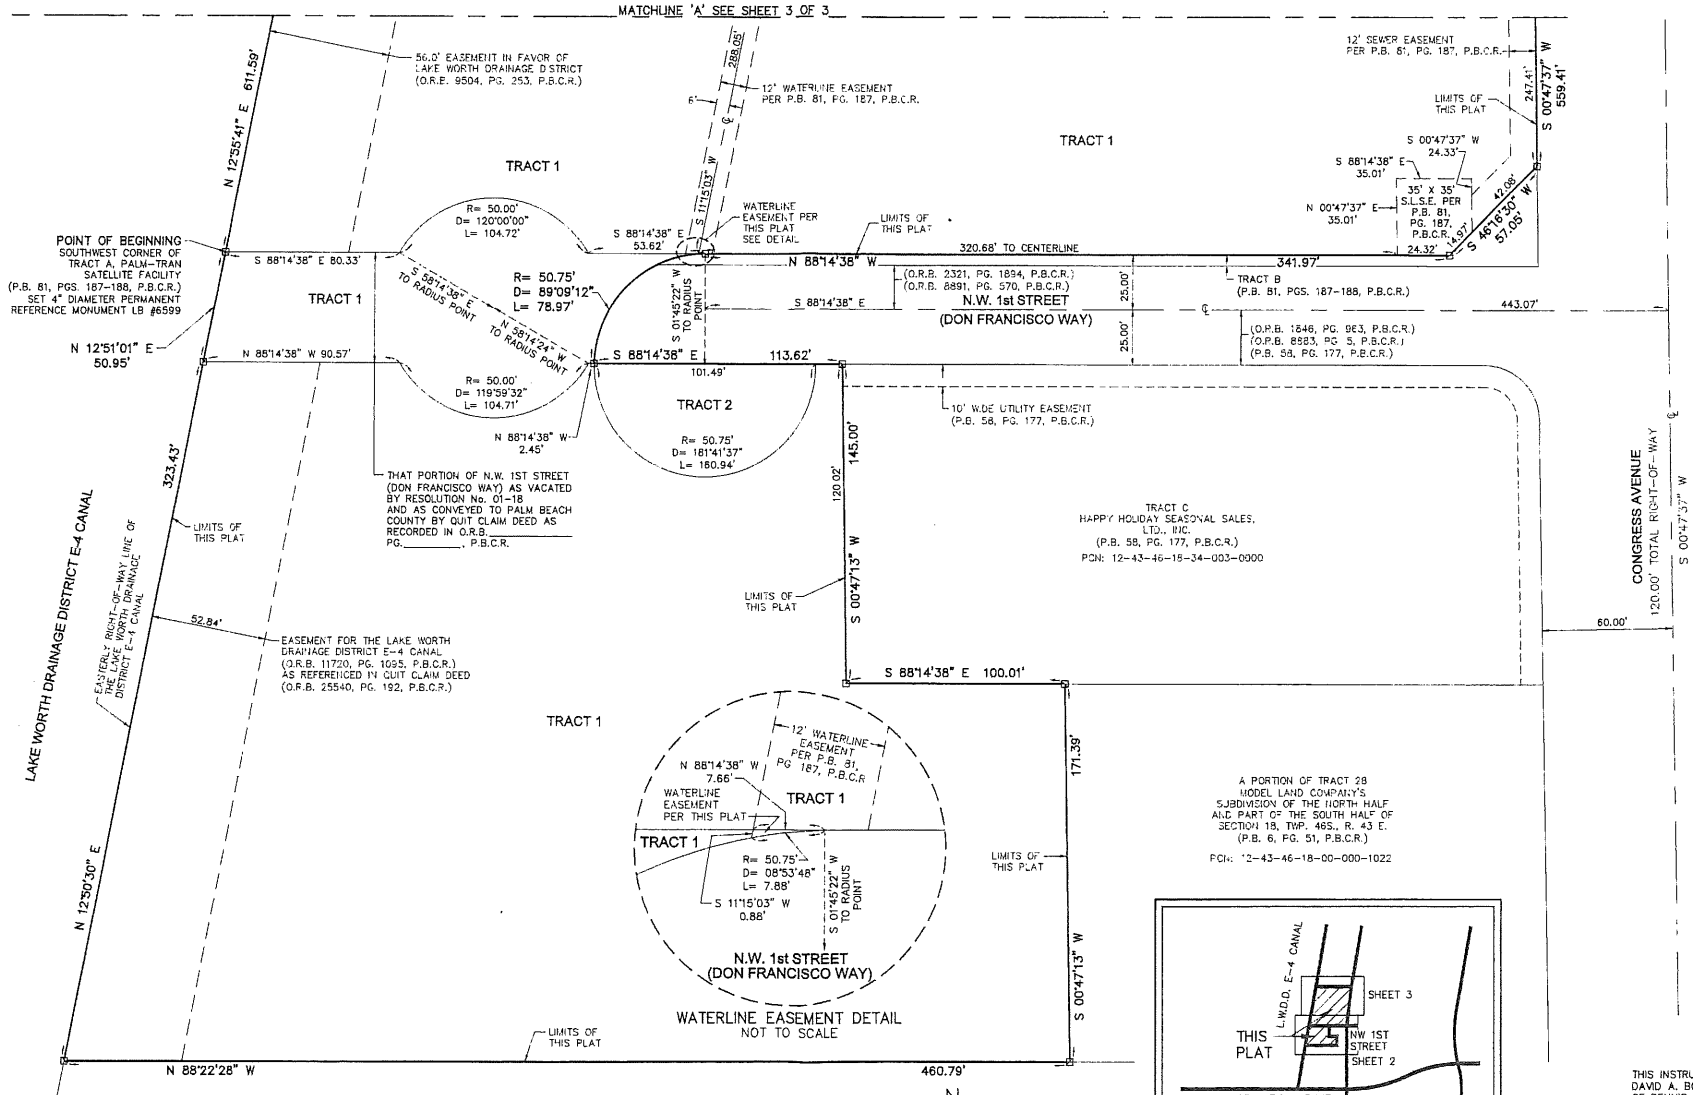 MATCHLINE 'A' SEE SHEET 3 OF 3
N 12°55'41" E 611.59'
56.0' EASEMENT IN FAVOR OF
LAKE WORTH DRAINAGE DISTRICT
(O.R.B. 9504, PG. 253, P.B.C.R.)
288.05'
6'
12' WATERLINE EASEMENT
PER P.B. 81, PG. 187, P.B.C.R.
S 11°15'03" W
TRACT 1
TRACT 1
12' SEWER EASEMENT
PER P.B. 81, PG. 187, P.B.C.R.
247.41'
S 00°47'37" W
559.41'
LIMITS OF
THIS PLAT
S 00°47'37" W
24.33'
S 88°14'38" E
35.01'
N 00°47'37" E
35.01'
35' X 35'
S.L.S.E. PER
P.B. 81,
PG. 187,
P.B.C.R.
24.32'
14.97'
42.08'
S 46°16'30" W
57.05'
POINT OF BEGINNING
SOUTHWEST CORNER OF
TRACT A, PALM-TRAN
SATELLITE FACILITY
(P.B. 81, PGS. 187-188, P.B.C.R.)
SET 4" DIAMETER PERMANENT
REFERENCE MONUMENT LB #6599
N 12°51'01" E
50.95'
R= 50.00'
D= 120°00'00"
L= 104.72'
S 88°14'38" E 80.33'
TRACT 1
S 58°14'38" E
TO RADIUS POINT
N 58°14'24" W
TO RADIUS POINT
N 88°14'38" W 90.57'
R= 50.00'
D= 119°59'32"
L= 104.71'
S 88°14'38" E
53.62'
WATERLINE
EASEMENT PER
THIS PLAT
SEE DETAIL
LIMITS OF
THIS PLAT
320.68' TO CENTERLINE
N 88°14'38" W
341.97'
R= 50.75'
D= 89°09'12"
L= 78.97'
S 01°45'22" W
TO RADIUS
POINT
(O.R.B. 2321, PG. 1894, P.B.C.R.)
(O.R.B. 8891, PG. 570, P.B.C.R.)
S 88°14'38" E
N.W. 1st STREET
(DON FRANCISCO WAY)
25.00'
25.00'
TRACT B
(P.B. 81, PGS. 187-188, P.B.C.R.)
443.07'
(O.R.B. 1846, PG. 963, P.B.C.R.)
(O.R.B. 8883, PG. 5, P.B.C.R.)
(P.B. 58, PG. 177, P.B.C.R.)
S 88°14'38" E 113.62'
101.49'
TRACT 2
R= 50.75'
D= 181°41'37"
L= 160.94'
N 88°14'38" W
2.45'
10' WIDE UTILITY EASEMENT
(P.B. 58, PG. 177, P.B.C.R.)
THAT PORTION OF N.W. 1ST STREET
(DON FRANCISCO WAY) AS VACATED
BY RESOLUTION No. 01-18
AND AS CONVEYED TO PALM BEACH
COUNTY BY QUIT CLAIM DEED AS
RECORDED IN O.R.B.
PG. , P.B.C.R.
323.43'
LIMITS OF
THIS PLAT
145.00'
120.02'
S 00°47'13" W
LIMITS OF
THIS PLAT
TRACT C
HAPPY HOLIDAY SEASONAL SALES,
LTD., INC.
(P.B. 58, PG. 177, P.B.C.R.)
PCN: 12-43-46-18-34-003-0000
CONGRESS AVENUE
120.00' TOTAL RIGHT-OF-WAY
S 00°47'37" W
60.00'
LAKE WORTH DRAINAGE DISTRICT E-4 CANAL
EASTERLY RIGHT-OF-WAY LINE OF
THE LAKE WORTH DRAINAGE
DISTRICT E-4 CANAL
52.84'
EASEMENT FOR THE LAKE WORTH
DRAINAGE DISTRICT E-4 CANAL
(O.R.B. 11720, PG. 1095, P.B.C.R.)
AS REFERENCED IN QUIT CLAIM DEED
(O.R.B. 25540, PG. 192, P.B.C.R.)
S 88°14'38" E 100.01'
TRACT 1
12' WATERLINE
EASEMENT
PER P.B. 81,
PG 187, P.B.C.R
N 88°14'38" W
7.66'
WATERLINE
EASEMENT
PER THIS PLAT
TRACT 1
TRACT 1
R= 50.75'
D= 08°53'48"
L= 7.88'
S 11°15'03" W
0.88'
S 01°45'22" W
TO RADIUS
POINT
N.W. 1st STREET
(DON FRANCISCO WAY)
WATERLINE EASEMENT DETAIL
NOT TO SCALE
171.39'
LIMITS OF
THIS PLAT
S 00°47'13" W
A PORTION OF TRACT 28
MODEL LAND COMPANY'S
SUBDIVISION OF THE NORTH HALF
AND PART OF THE SOUTH HALF OF
SECTION 18, TWP. 46S., R. 43 E.
(P.B. 6, PG. 51, P.B.C.R.)
PCN: 12-43-46-18-00-000-1022
N 12°50'30" E
LIMITS OF
THIS PLAT
N 88°22'28" W
460.79'
N
L.W.D.D. E-4 CANAL
SHEET 3
THIS
PLAT
NW 1ST
STREET
SHEET 2
THIS INSTRU
DAVID A. BO